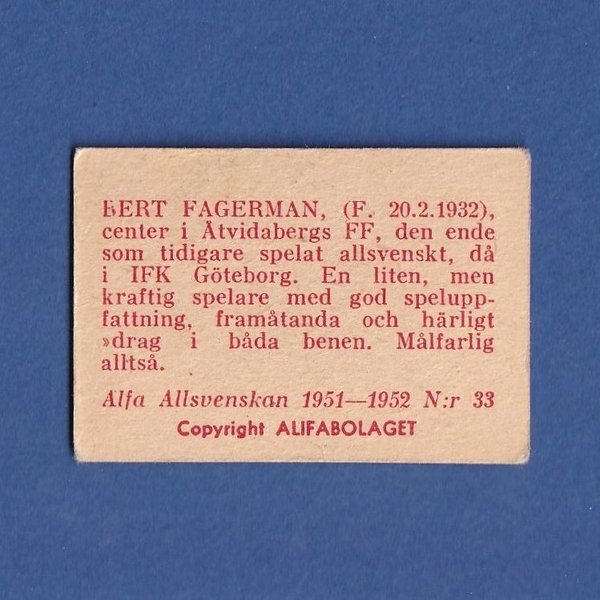 BERT FAGERMAN, (F. 20.2.1932),
center i Åtvidabergs FF, den ende
som tidigare spelat allsvenskt, då
i IFK Göteborg. En liten, men
kraftig spelare med god speluppfattning, framåtanda och härligt
»drag i båda benen. Målfarlig
alltså.
Alfa Allsvenskan 1951—1952 N:r 33
Copyright ALIFABOLAGET